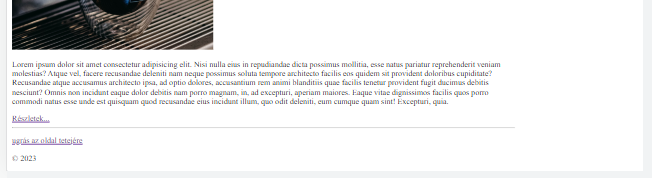 Lorem ipsum dolor sit amet consectetur adipisicing elit. Nisi nulla eius in repudiandae dicta possimus mollitia, esse natus pariatur reprehenderit veniam
molestias? Atque vel, facere recusandae deleniti nam neque possimus soluta tempore architecto facilis eos quidem sit provident doloribus cupiditate?
Recusandae atque accusamus architecto ipsa, ad optio dolores, accusantium rem animi blanditiis quae facilis tenetur provident fugit ducimus debitis
nesciunt? Omnis non incidunt eaque dolor debitis nam porro magnam, in, ad excepturi, aperiam maiores. Eaque vitae dignissimos facilis quos porro
commodi natus esse unde est quisquam quod recusandae eius incidunt illum, quo odit deleniti, eum cumque quam sint! Excepturi, quia.
Részletek...
ugrás az oldal tetejére
© 2023